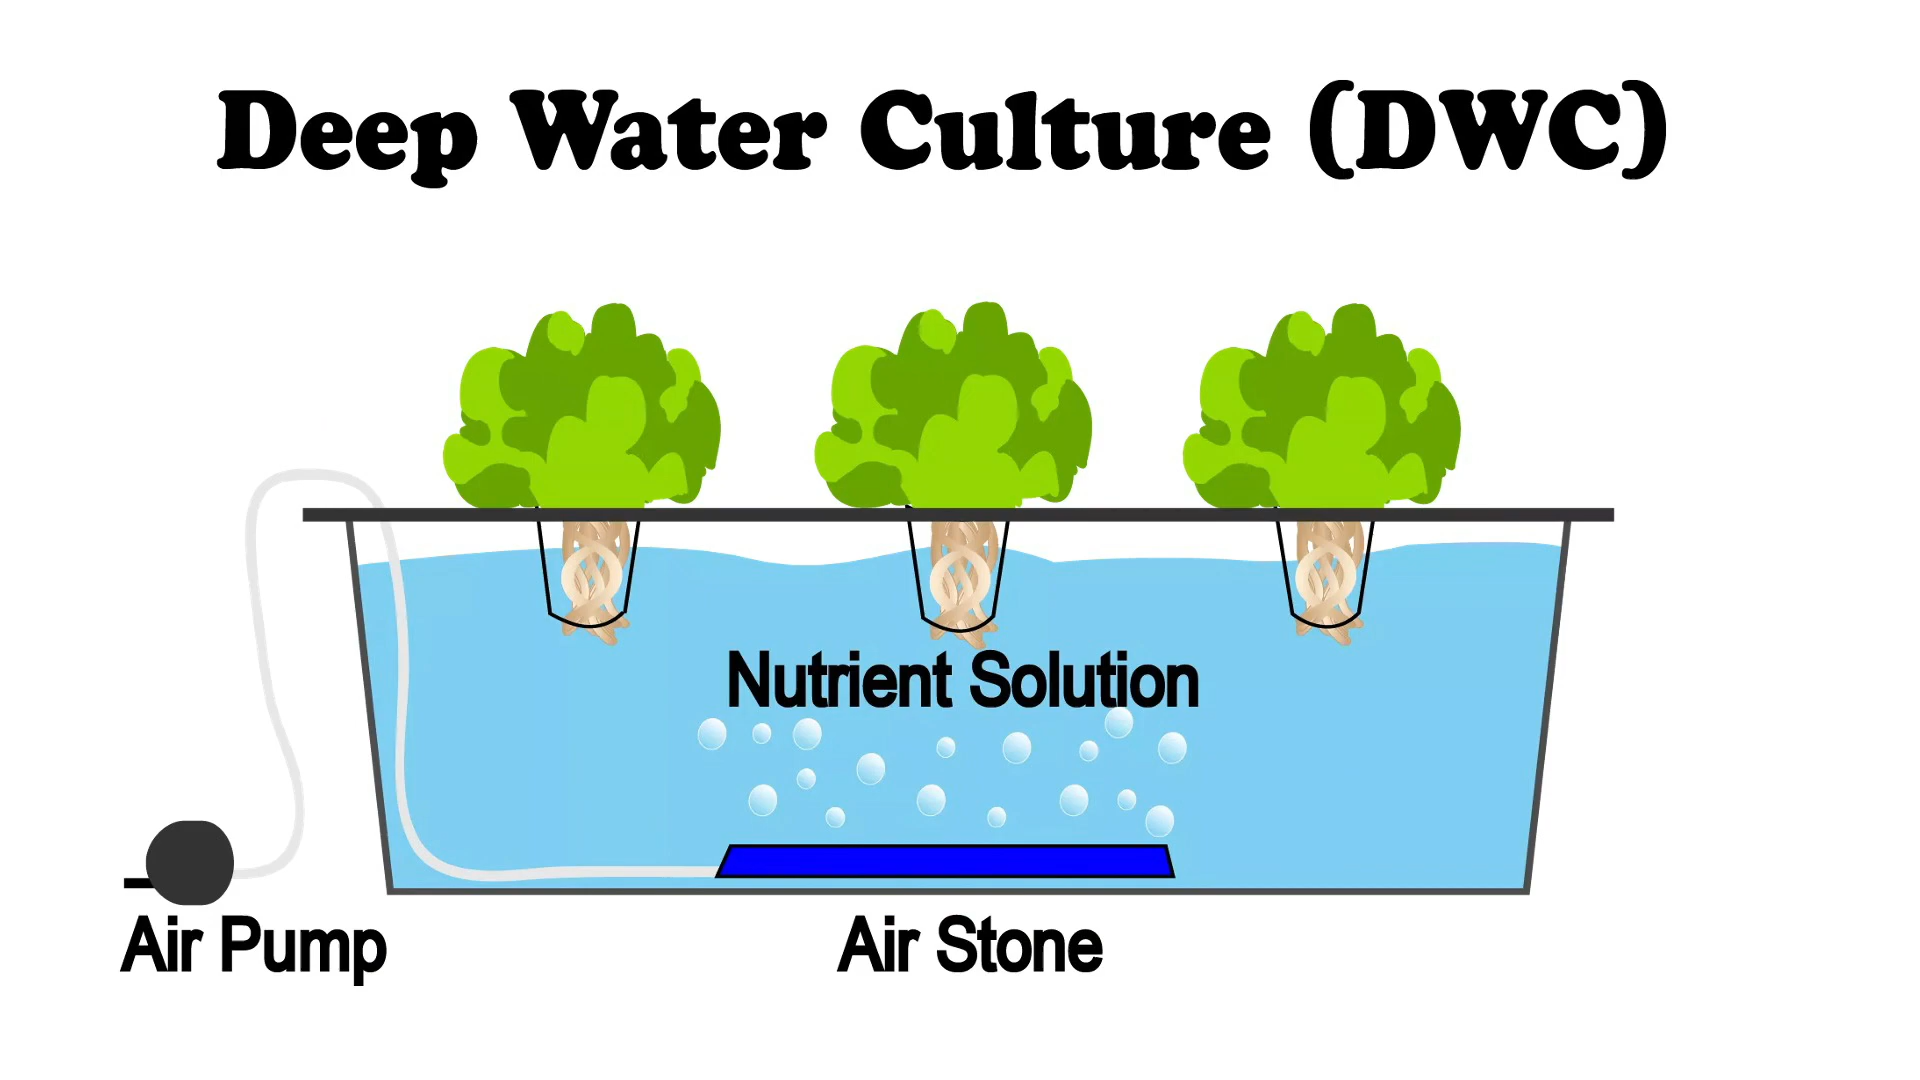 Deep Water Culture (DWC)
Nutrient Solution
Air Pump
Air Stone